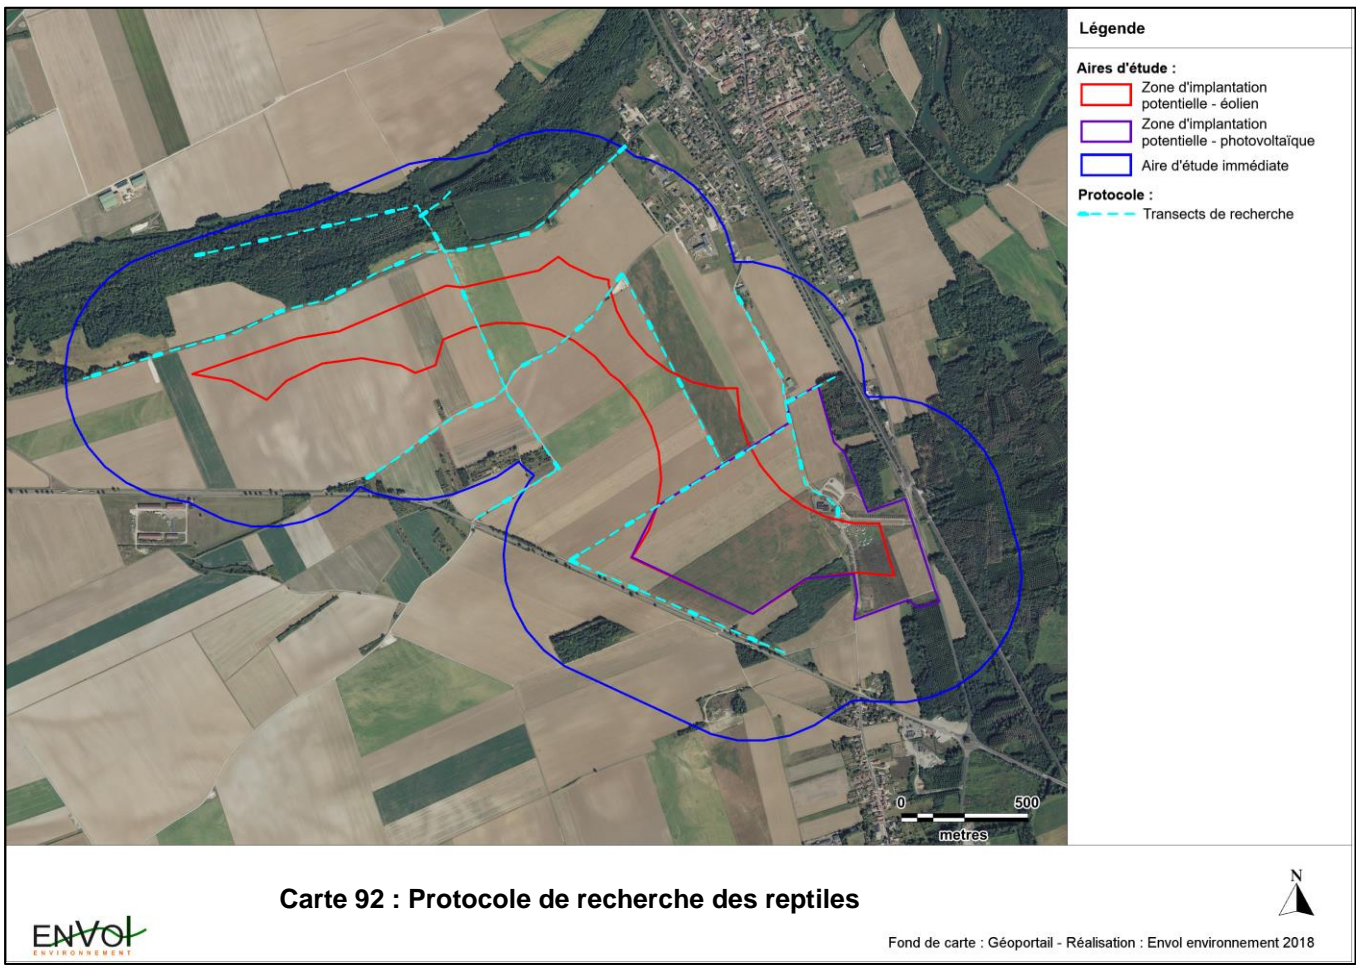 Légende
Aires d'étude :
Zone d'implantation
potentielle - éolien
Zone d'implantation
potentielle - photovoltaïque
Aire d'étude immédiate
Protocole :
Transects de recherche
0 500
metres
Carte 92 : Protocole de recherche des reptiles
N
ENVOL
ENVIRONNEMENT
Fond de carte : Géoportail - Réalisation : Envol environnement 2018